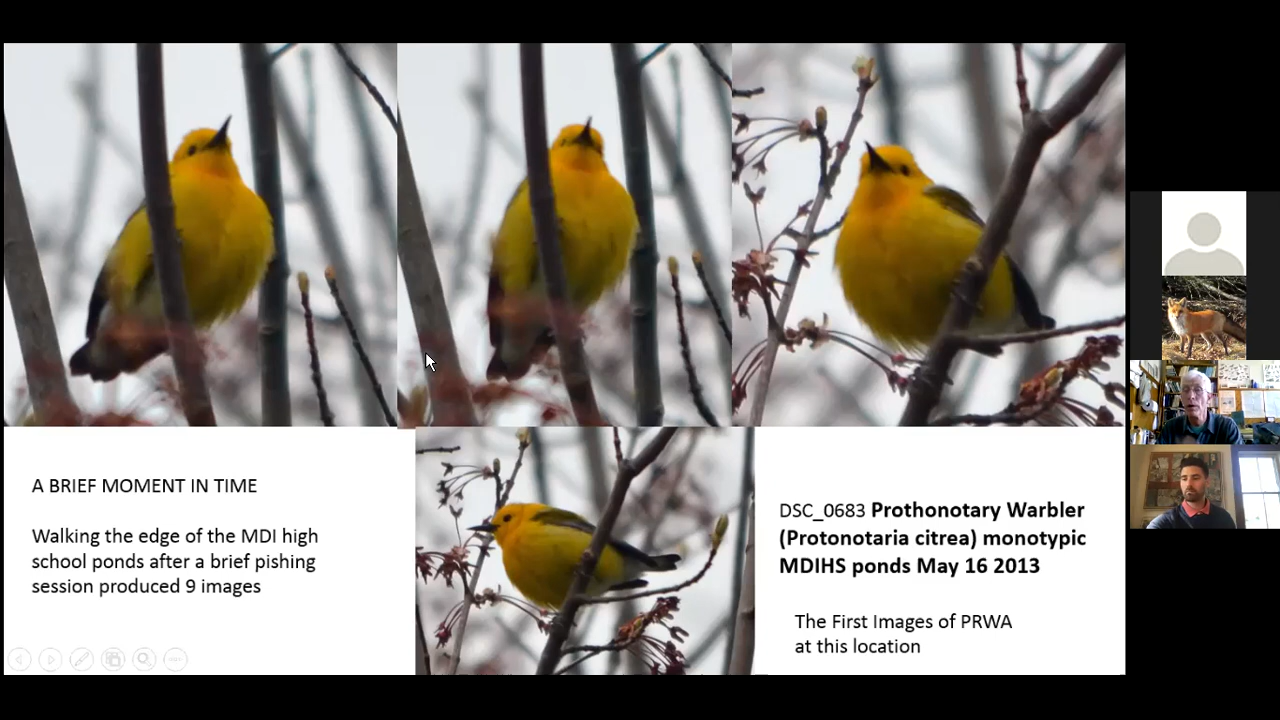 A BRIEF MOMENT IN TIME
Walking the edge of the MDI high
school ponds after a brief pishing
session produced 9 images
DSC_0683 Prothonotary Warbler
(Protonotaria citrea) monotypic
MDIHS ponds May 16 2013
The First Images of PRWA
at this location